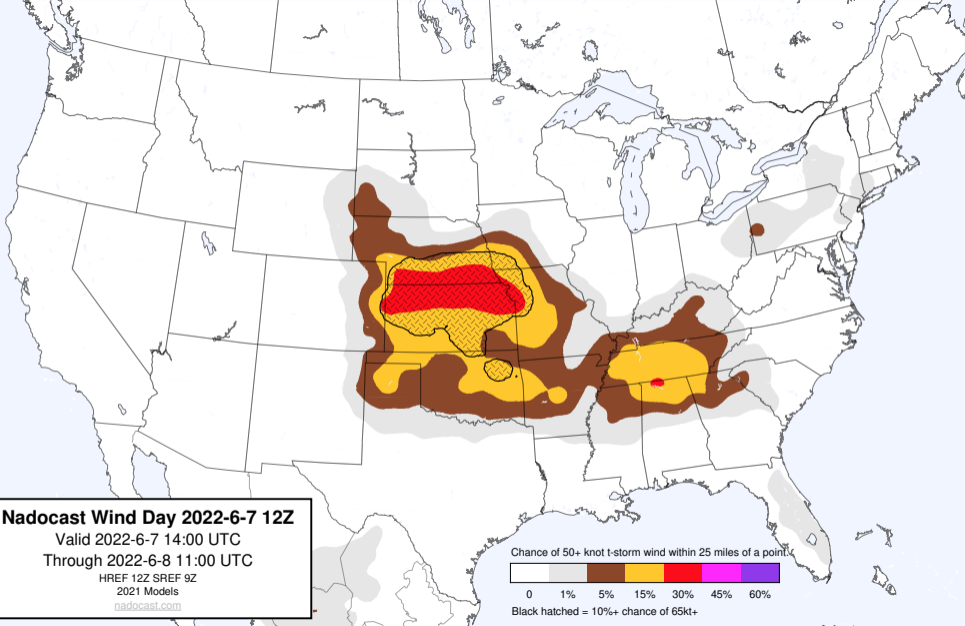 Nadocast Wind Day 2022-6-7 12Z
Valid 2022-6-7 14:00 UTC
Through 2022-6-8 11:00 UTC
HREF 12Z SREF 9Z
2021 Models
nadocast.com
Chance of 50+ knot t-storm wind within 25 miles of a point.
0 1% 5% 15% 30% 45% 60%
Black hatched = 10%+ chance of 65kt+